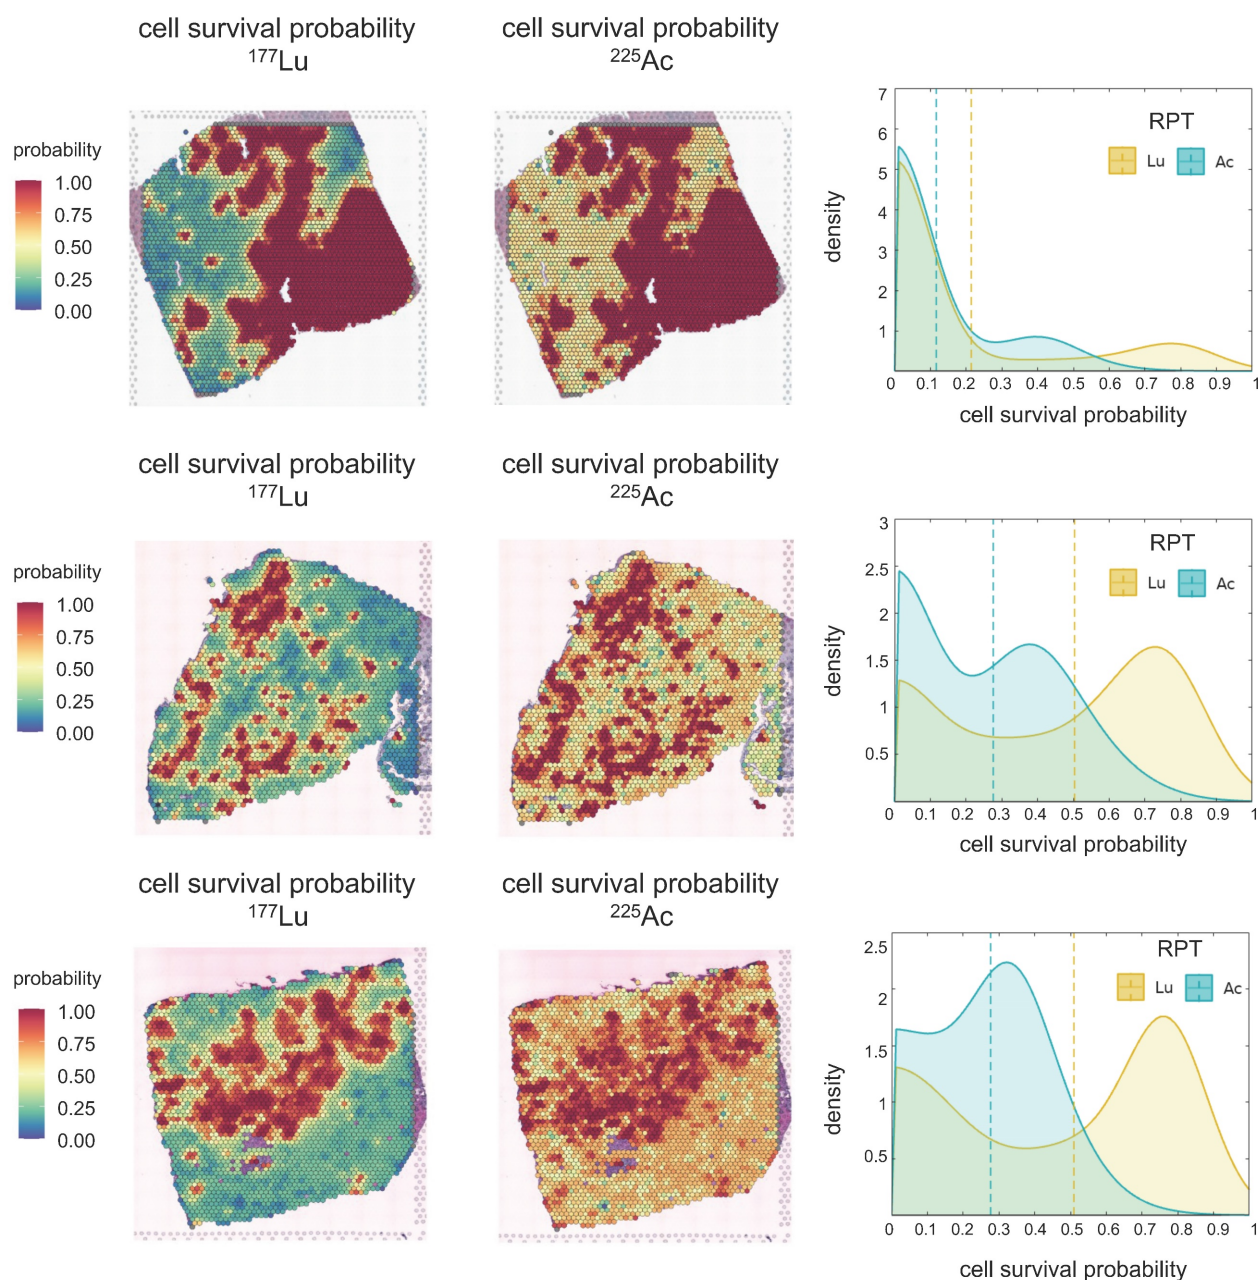 cell survival probability
177Lu
cell survival probability
225Ac
probability
1.00
0.75
0.50
0.25
0.00
7
6
5
4
3
2
1
density
RPT
Lu
Ac
0 0.1 0.2 0.3 0.4 0.5 0.6 0.7 0.8 0.9 1
cell survival probability
cell survival probability
177Lu
cell survival probability
225Ac
probability
1.00
0.75
0.50
0.25
0.00
3
2.5
2
1.5
1
0.5
density
RPT
Lu
Ac
0 0.1 0.2 0.3 0.4 0.5 0.6 0.7 0.8 0.9 1
cell survival probability
cell survival probability
177Lu
cell survival probability
225Ac
probability
1.00
0.75
0.50
0.25
0.00
2.5
2
1.5
1
0.5
density
RPT
Lu
Ac
0 0.1 0.2 0.3 0.4 0.5 0.6 0.7 0.8 0.9 1
cell survival probability